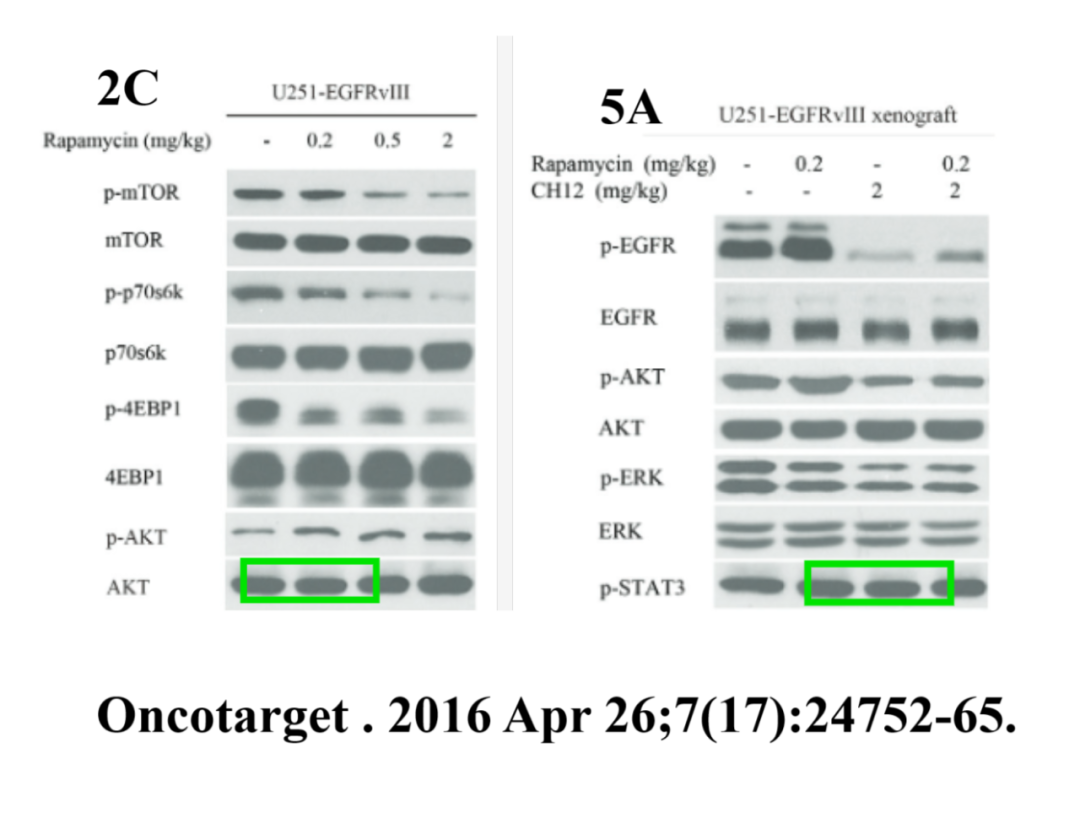 2C
U251-EGFRvIII
Rapamycin (mg/kg) - 0.2 0.5 2
p-mTOR
mTOR
p-p70s6k
p70s6k
p-4EBP1
4EBP1
p-AKT
AKT
5A
U251-EGFRvIII xenograft
Rapamycin (mg/kg) - 0.2 - 0.2
CH12 (mg/kg) - - 2 2
p-EGFR
EGFR
p-AKT
AKT
p-ERK
ERK
p-STAT3
Oncotarget . 2016 Apr 26;7(17):24752-65.